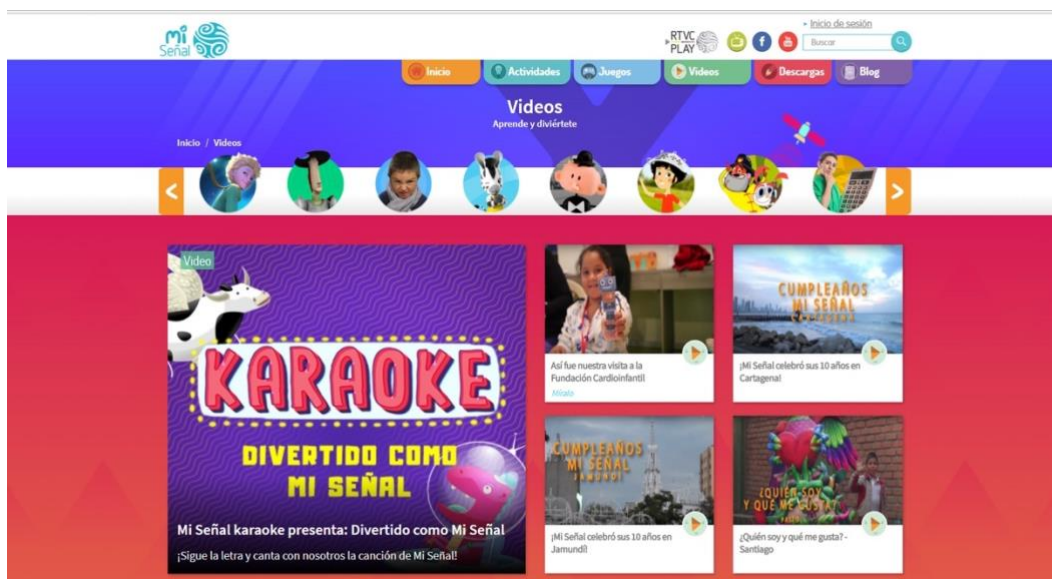 mi
Señal
RTVC
PLAY
Inicio de sesión
Buscar
Inicio
Actividades
Juegos
Videos
Descargas
Blog
Videos
Aprende y diviértete
Inicio / Videos
<
>
Video
KARAOKE
DIVERTIDO COMO
MI SEÑAL
Mi Señal karaoke presenta: Divertido como Mi Señal
¡Sigue la letra y canta con nosotros la canción de Mi Señal!
Así fue nuestra visita a la
Fundación Cardioinfantil
Míralo
CUMPLEAÑOS
MI SEÑAL
CARTAGENA
¡Mi Señal celebró sus 10 años en
Cartagena!
CUMPLEAÑOS
MI SEÑAL
JAMUNDÍ
¡Mi Señal celebró sus 10 años en
Jamundí!
¿QUIÉN SOY
Y QUÉ ME GUSTA?
¿Quién soy y qué me gusta? -
Santiago